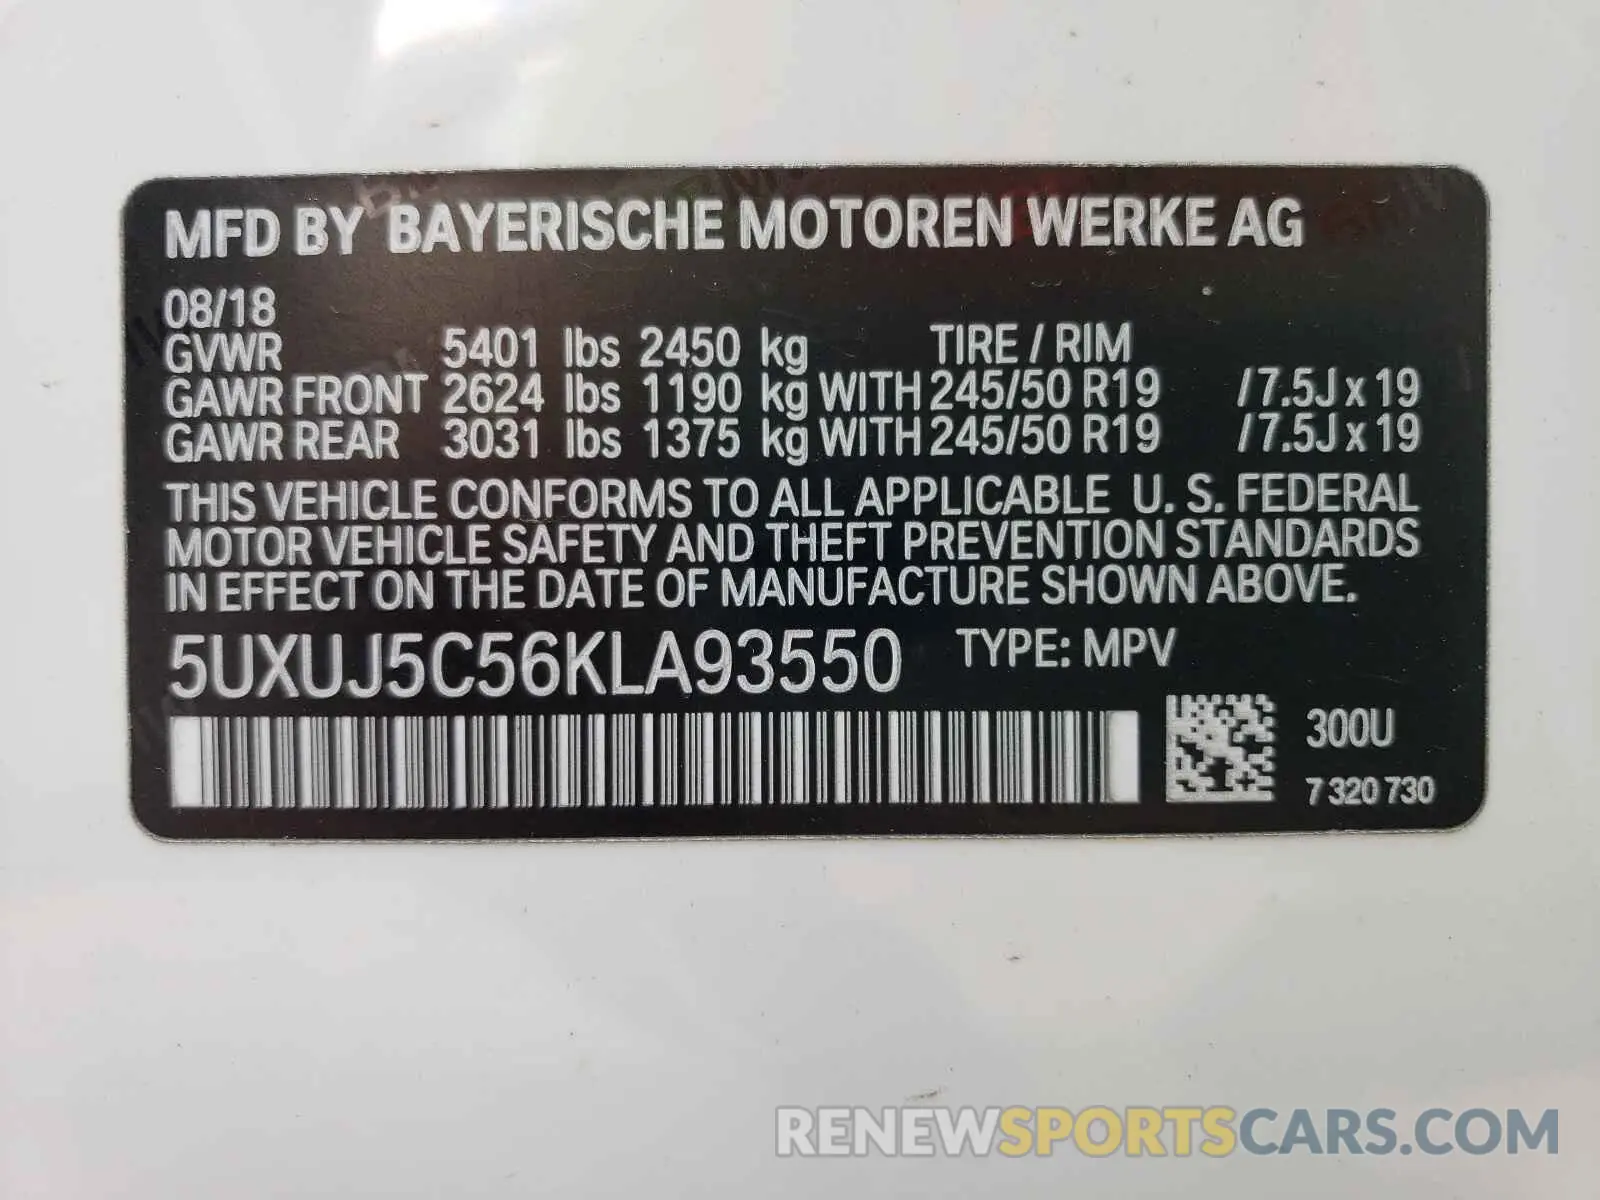 MFD BY BAYERISCHE MOTOREN WERKE AG
08/18
GVWR 5401 lbs 2450 kg TIRE / RIM
GAWR FRONT 2624 lbs 1190 kg WITH 245/50 R19 /7.5J x 19
GAWR REAR 3031 lbs 1375 kg WITH 245/50 R19 /7.5J x 19
THIS VEHICLE CONFORMS TO ALL APPLICABLE U. S. FEDERAL
MOTOR VEHICLE SAFETY AND THEFT PREVENTION STANDARDS
IN EFFECT ON THE DATE OF MANUFACTURE SHOWN ABOVE.
5UXUJ5C56KLA93550 TYPE: MPV
300U
7 320 730
RENEWSPORTSCARS.COM